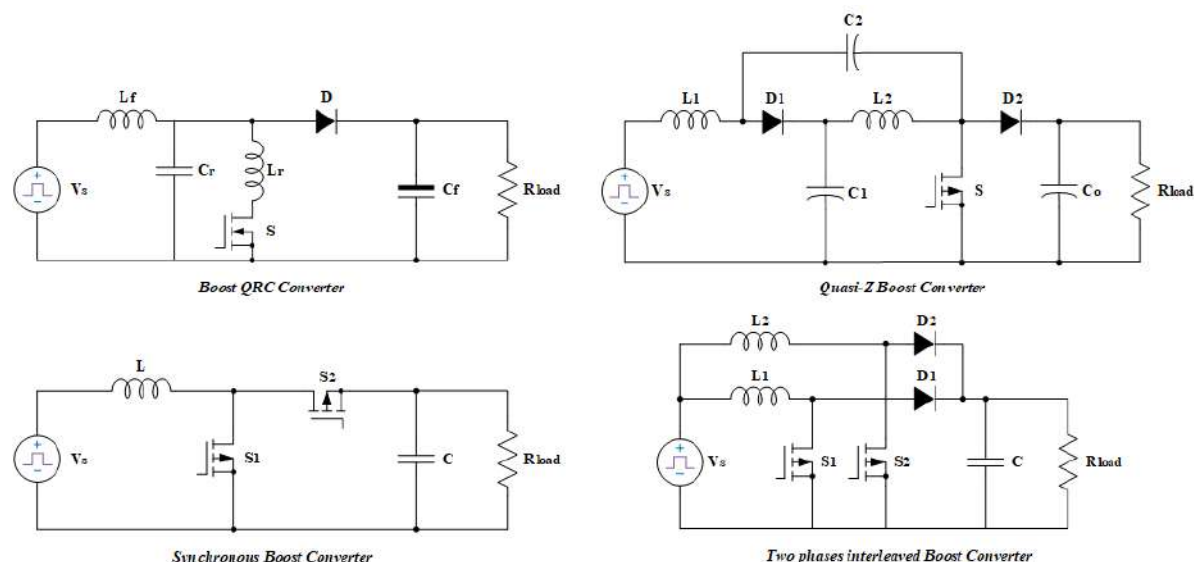 Lf
D
Vs
Cr
Lr
S
Cf
Rload
Boost QRC Converter
C2
L1
D1
L2
D2
Vs
C1
S
Co
Rload
Quasi-Z Boost Converter
L
S2
Vs
S1
C
Rload
Synchronous Boost Converter
L2
D2
L1
D1
Vs
S1
S2
C
Rload
Two phases interleaved Boost Converter